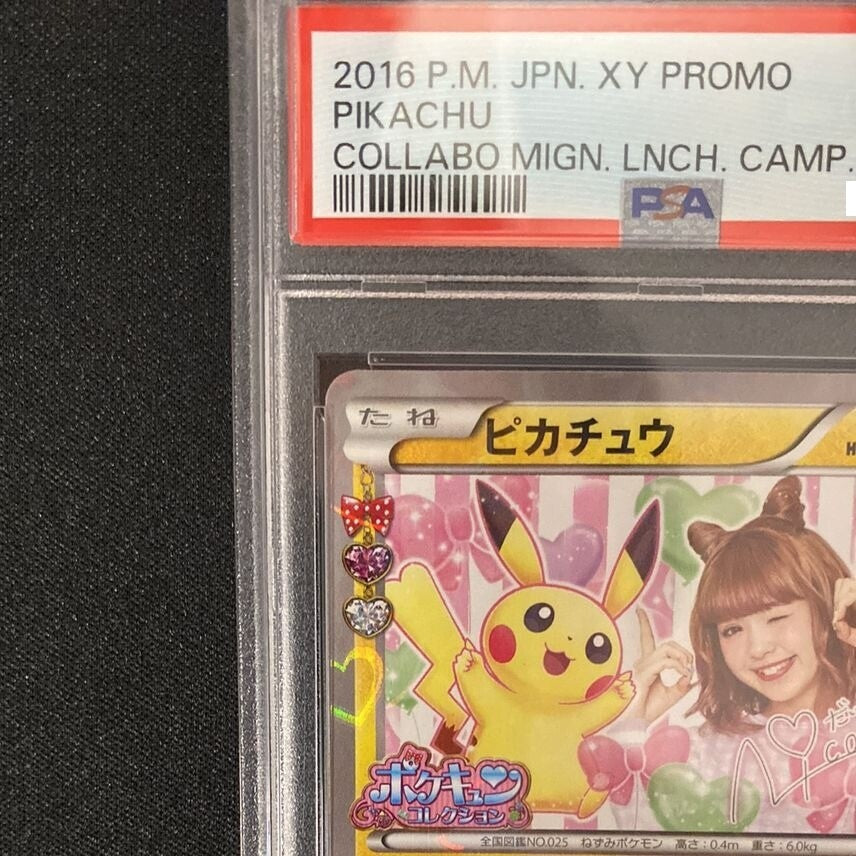 2016 P.M. JPN. XY PROMO
PIKACHU
COLLABO MIGN. LNCH. CAMP.
PSA
たね
ピカチュウ
H
だ
ポケキュン
コレクション
全国図鑑NO.025 ねずみポケモン 高さ:0.4m 重さ:6.0kg